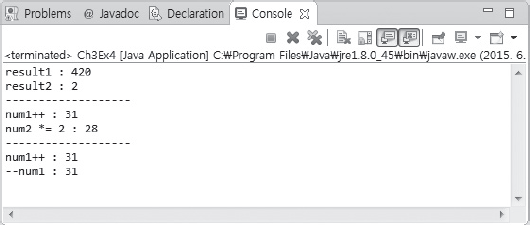 Problems @ Javadoc Declaration Console
<terminated> Ch3Ex4 [Java Application] C:₩Program Files₩Java₩jre1.8.0_45₩bin₩javaw.exe (2015. 6.
result1 : 420
result2 : 2
-------------------
num1++ : 31
num2 *= 2 : 28
-------------------
num1++ : 31
--num1 : 31